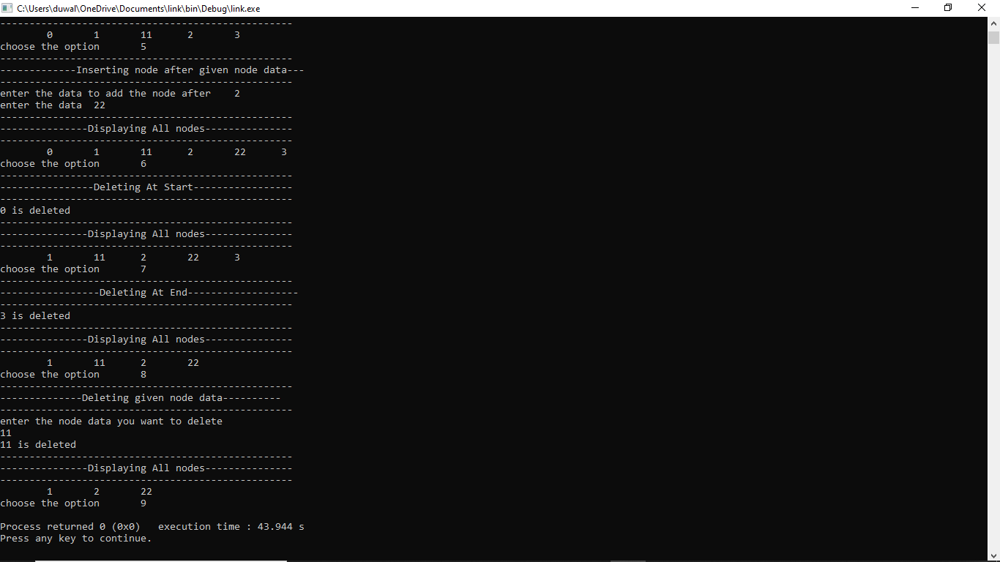 C:\Users\duwal\OneDrive\Documents\link\bin\Debug\link.exe
--------------------------------------------------
        0       1       11      2       3
choose the option       5
--------------------------------------------------
-------------Inserting node after given node data---
--------------------------------------------------
enter the data to add the node after    2
enter the data  22
--------------------------------------------------
---------------Displaying All nodes---------------
--------------------------------------------------
        0       1       11      2       22      3
choose the option       6
--------------------------------------------------
----------------Deleting At Start-----------------
--------------------------------------------------
0 is deleted
--------------------------------------------------
---------------Displaying All nodes---------------
--------------------------------------------------
        1       11      2       22      3
choose the option       7
--------------------------------------------------
-----------------Deleting At End-------------------
--------------------------------------------------
3 is deleted
--------------------------------------------------
---------------Displaying All nodes---------------
--------------------------------------------------
        1       11      2       22
choose the option       8
--------------------------------------------------
--------------Deleting given node data----------
--------------------------------------------------
enter the node data you want to delete
11
11 is deleted
--------------------------------------------------
---------------Displaying All nodes---------------
--------------------------------------------------
        1       2       22
choose the option       9
Process returned 0 (0x0)   execution time : 43.944 s
Press any key to continue.